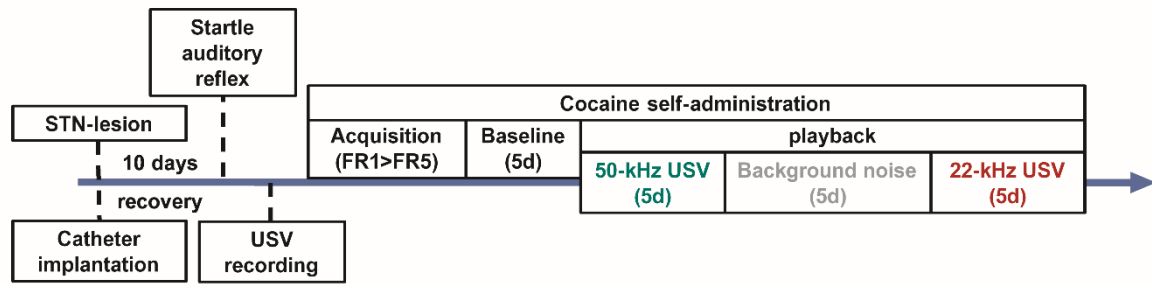 Startle
auditory
reflex
STN-lesion
10 days
recovery
Catheter
implantation
USV
recording
Cocaine self-administration
Acquisition
(FR1>FR5)
Baseline
(5d)
playback
50-kHz USV
(5d)
Background noise
(5d)
22-kHz USV
(5d)